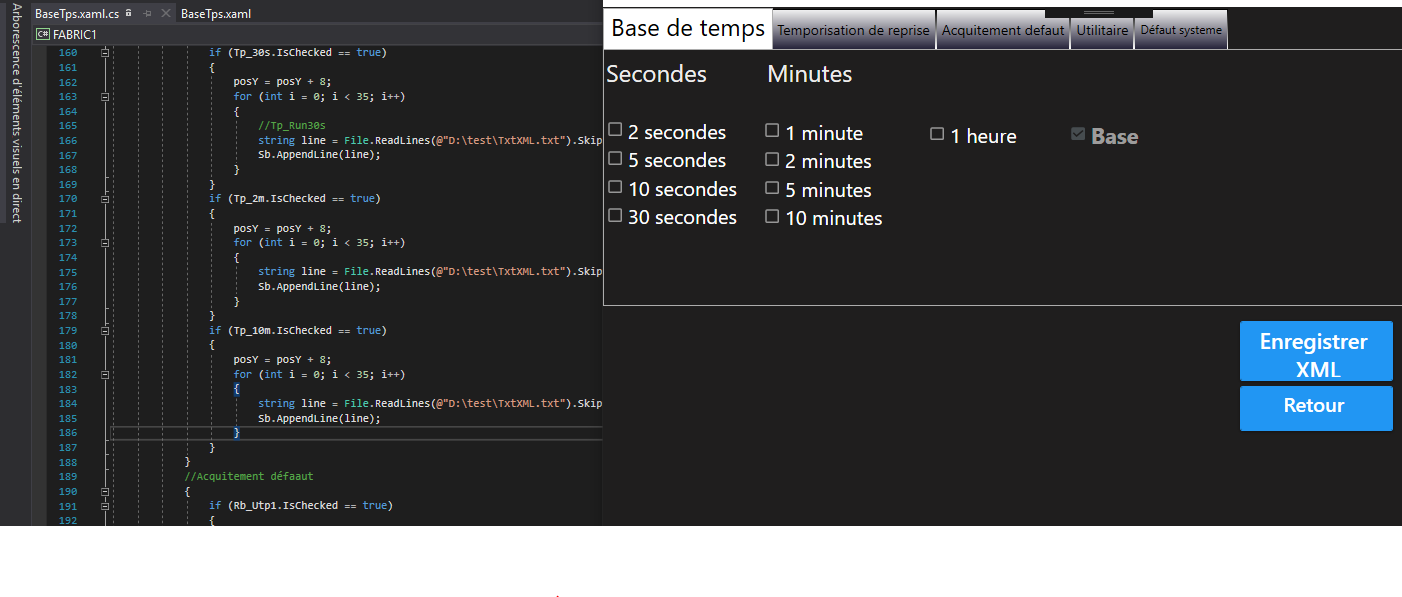 Arborescence d'éléments visuels en direct
BaseTps.xaml.cs
BaseTps.xaml
C# FABRIC1
160 if (Tp_30s.IsChecked == true)
161 {
162 posY = posY + 8;
163 for (int i = 0; i < 35; i++)
164 {
165 //Tp_Run30s
166 string line = File.ReadLines(@"D:\test\TxtXML.txt").Skip
167 Sb.AppendLine(line);
168 }
169 }
170 if (Tp_2m.IsChecked == true)
171 {
172 posY = posY + 8;
173 for (int i = 0; i < 35; i++)
174 {
175 string line = File.ReadLines(@"D:\test\TxtXML.txt").Skip
176 Sb.AppendLine(line);
177 }
178 }
179 if (Tp_10m.IsChecked == true)
180 {
181 posY = posY + 8;
182 for (int i = 0; i < 35; i++)
183 {
184 string line = File.ReadLines(@"D:\test\TxtXML.txt").Skip
185 Sb.AppendLine(line);
186 }
187 }
188 }
189 //Acquitement défaaut
190 {
191 if (Rb_Utp1.IsChecked == true)
192 {
Base de temps
Temporisation de reprise
Acquitement defaut
Utilitaire
Défaut systeme
Secondes
2 secondes
5 secondes
10 secondes
30 secondes
Minutes
1 minute
2 minutes
5 minutes
10 minutes
1 heure
Base
Enregistrer
XML
Retour